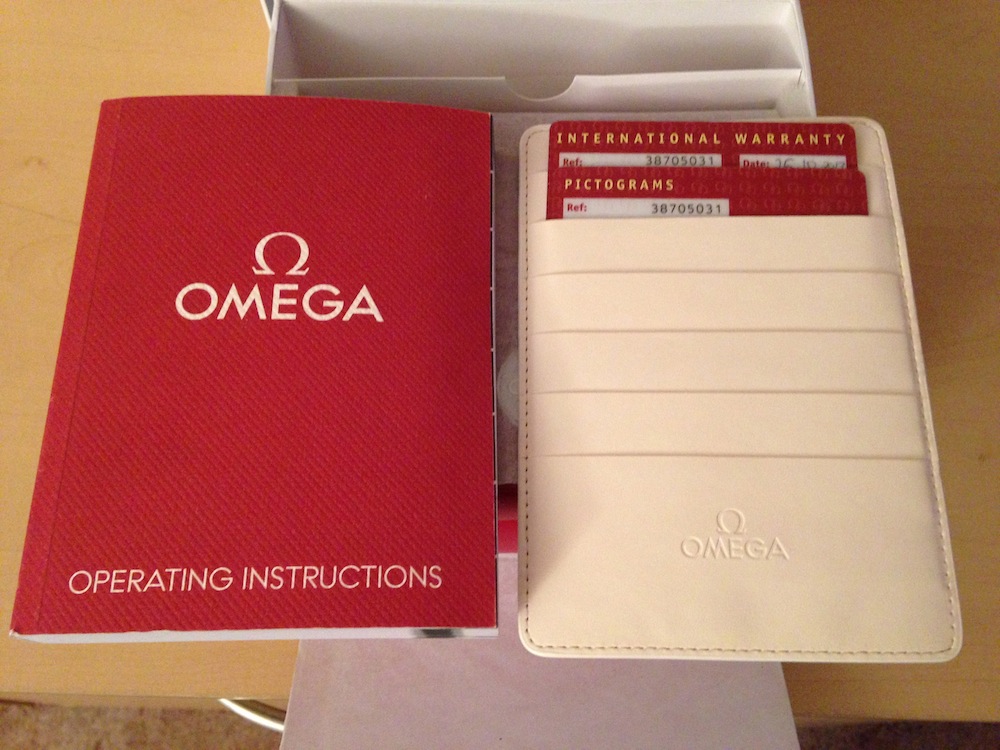 Ω
OMEGA
OPERATING INSTRUCTIONS
INTERNATIONAL WARRANTY
Ref: 38705031 Date:
PICTOGRAMS
Ref: 38705031
Ω
OMEGA